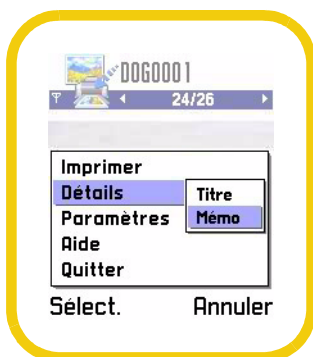 DOG0001
24/26
Imprimer
Détails
Titre
Paramètres
Mémo
Aide
Quitter
Sélect. Annuler